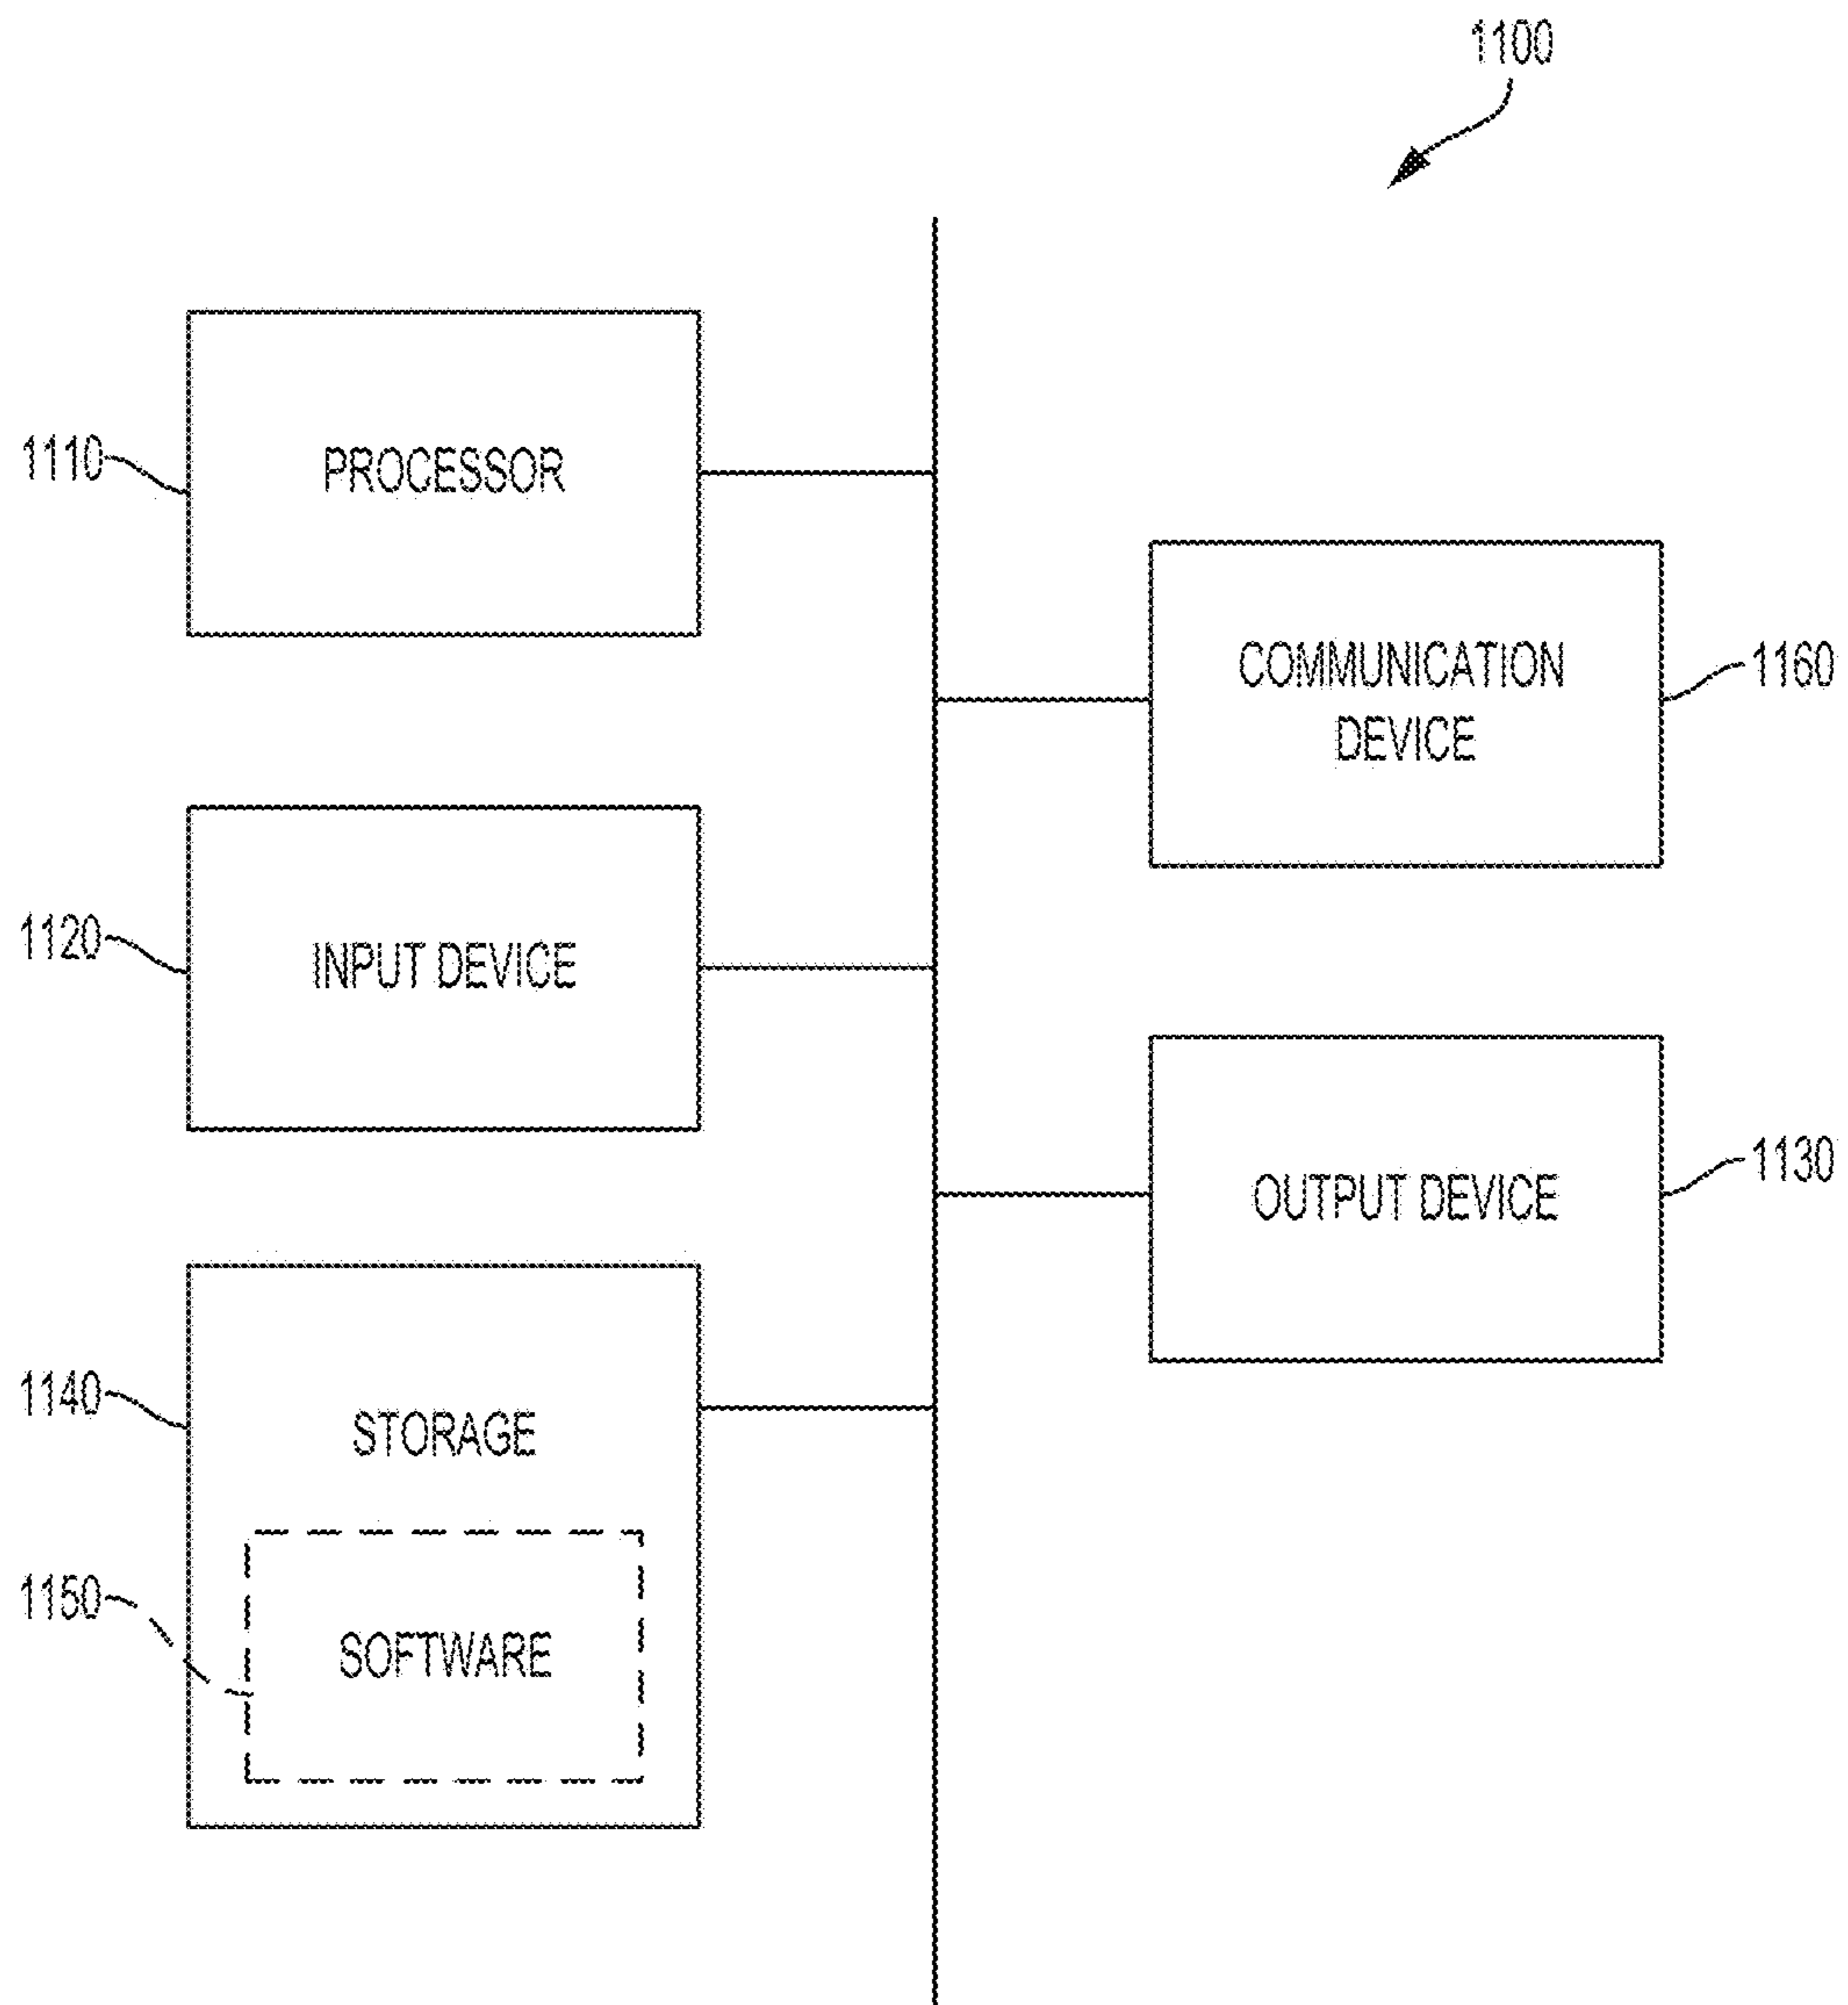 1100
1110
PROCESSOR
COMMUNICATION
DEVICE
1160
1120
INPUT DEVICE
OUTPUT DEVICE
1130
1140
STORAGE
1150
SOFTWARE